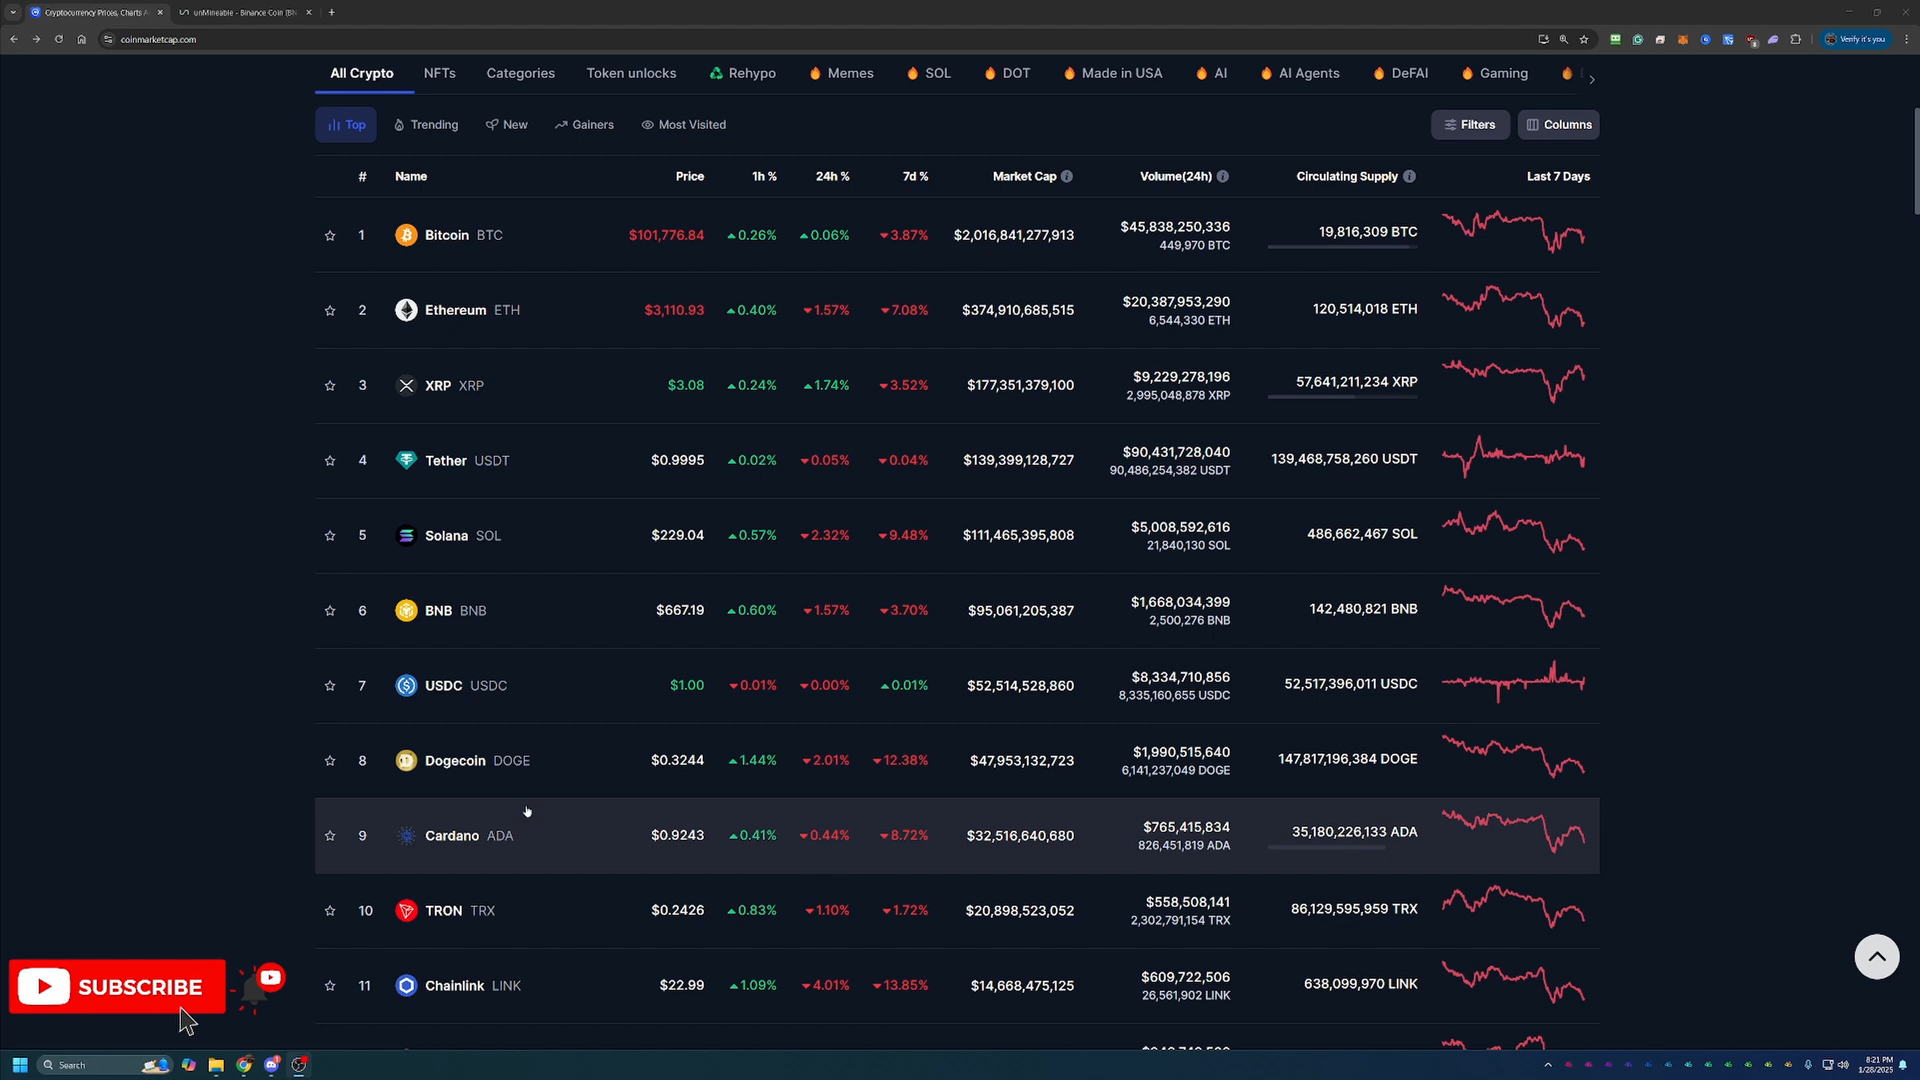 Cryptocurrency Prices, Charts A
unMineable - Binance Coin (BN
coinmarketcap.com
Verify it's you
All Crypto NFTs Categories Token unlocks Rehypo Memes SOL DOT Made in USA AI AI Agents DeFAI Gaming
Top Trending New Gainers Most Visited Filters Columns
# Name Price 1h % 24h % 7d % Market Cap Volume(24h) Circulating Supply Last 7 Days
1 Bitcoin BTC $101,776.84 0.26% 0.06% 3.87% $2,016,841,277,913 $45,838,250,336 19,816,309 BTC
449,970 BTC
2 Ethereum ETH $3,110.93 0.40% 1.57% 7.08% $374,910,685,515 $20,387,953,290 120,514,018 ETH
6,544,330 ETH
3 XRP XRP $3.08 0.24% 1.74% 3.52% $177,351,379,100 $9,229,278,196 57,641,211,234 XRP
2,995,048,878 XRP
4 Tether USDT $0.9995 0.02% 0.05% 0.04% $139,399,128,727 $90,431,728,040 139,468,758,260 USDT
90,486,254,382 USDT
5 Solana SOL $229.04 0.57% 2.32% 9.48% $111,465,395,808 $5,008,592,616 486,662,467 SOL
21,840,130 SOL
6 BNB BNB $667.19 0.60% 1.57% 3.70% $95,061,205,387 $1,668,034,399 142,480,821 BNB
2,500,276 BNB
7 USDC USDC $1.00 0.01% 0.00% 0.01% $52,514,528,860 $8,334,710,856 52,517,396,011 USDC
8,335,160,655 USDC
8 Dogecoin DOGE $0.3244 1.44% 2.01% 12.38% $47,953,132,723 $1,990,515,640 147,817,196,384 DOGE
6,141,237,049 DOGE
9 Cardano ADA $0.9243 0.41% 0.44% 8.72% $32,516,640,680 $765,415,834 35,180,226,133 ADA
826,451,819 ADA
10 TRON TRX $0.2426 0.83% 1.10% 1.72% $20,898,523,052 $558,508,141 86,129,595,959 TRX
2,302,791,154 TRX
11 Chainlink LINK $22.99 1.09% 4.01% 13.85% $14,668,475,125 $609,722,506 638,099,970 LINK
26,561,902 LINK
SUBSCRIBE
Search
8:21 PM
1/28/2025